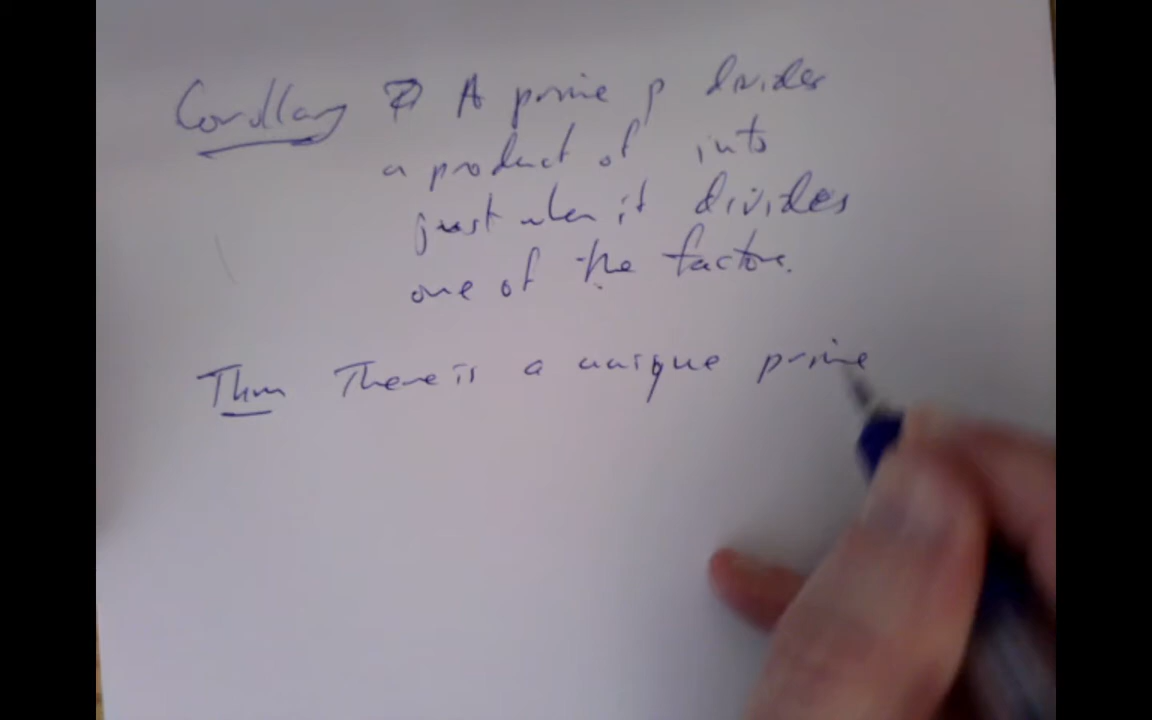 Corollary A prime p divides
a product of ints
just when it divides
one of the factors.
Thm There is a unique prime